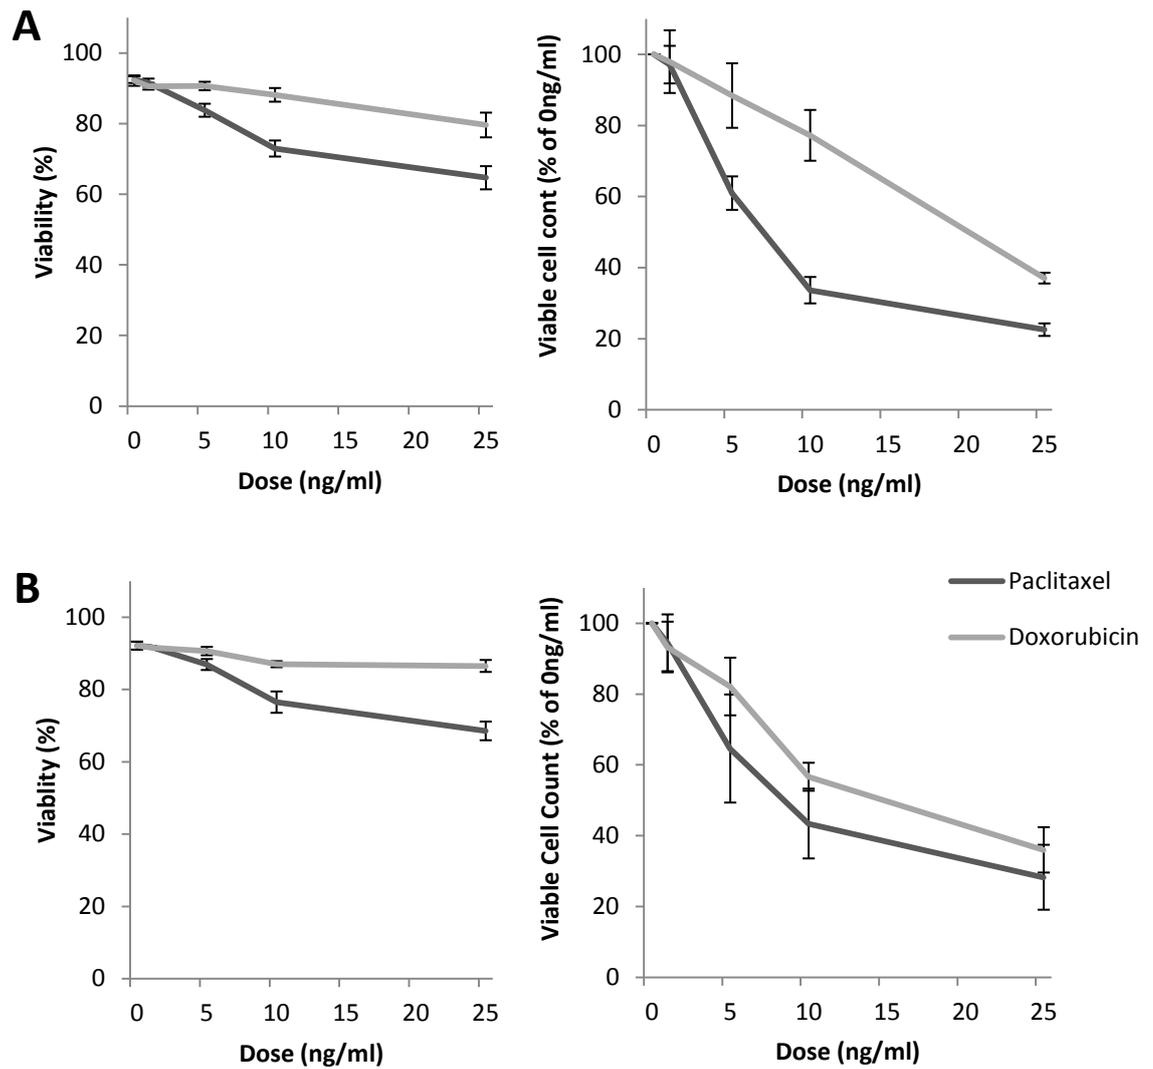 A
100
80
60
40
20
0
Viability (%)
0 5 10 15 20 25
Dose (ng/ml)
100
80
60
40
20
0
Viable cell cont (% of 0ng/ml)
0 5 10 15 20 25
Dose (ng/ml)
B
100
80
60
40
20
0
Viablity (%)
0 5 10 15 20 25
Dose (ng/ml)
100
80
60
40
20
0
Viable Cell Count (% of 0ng/ml)
0 5 10 15 20 25
Dose (ng/ml)
Paclitaxel
Doxorubicin